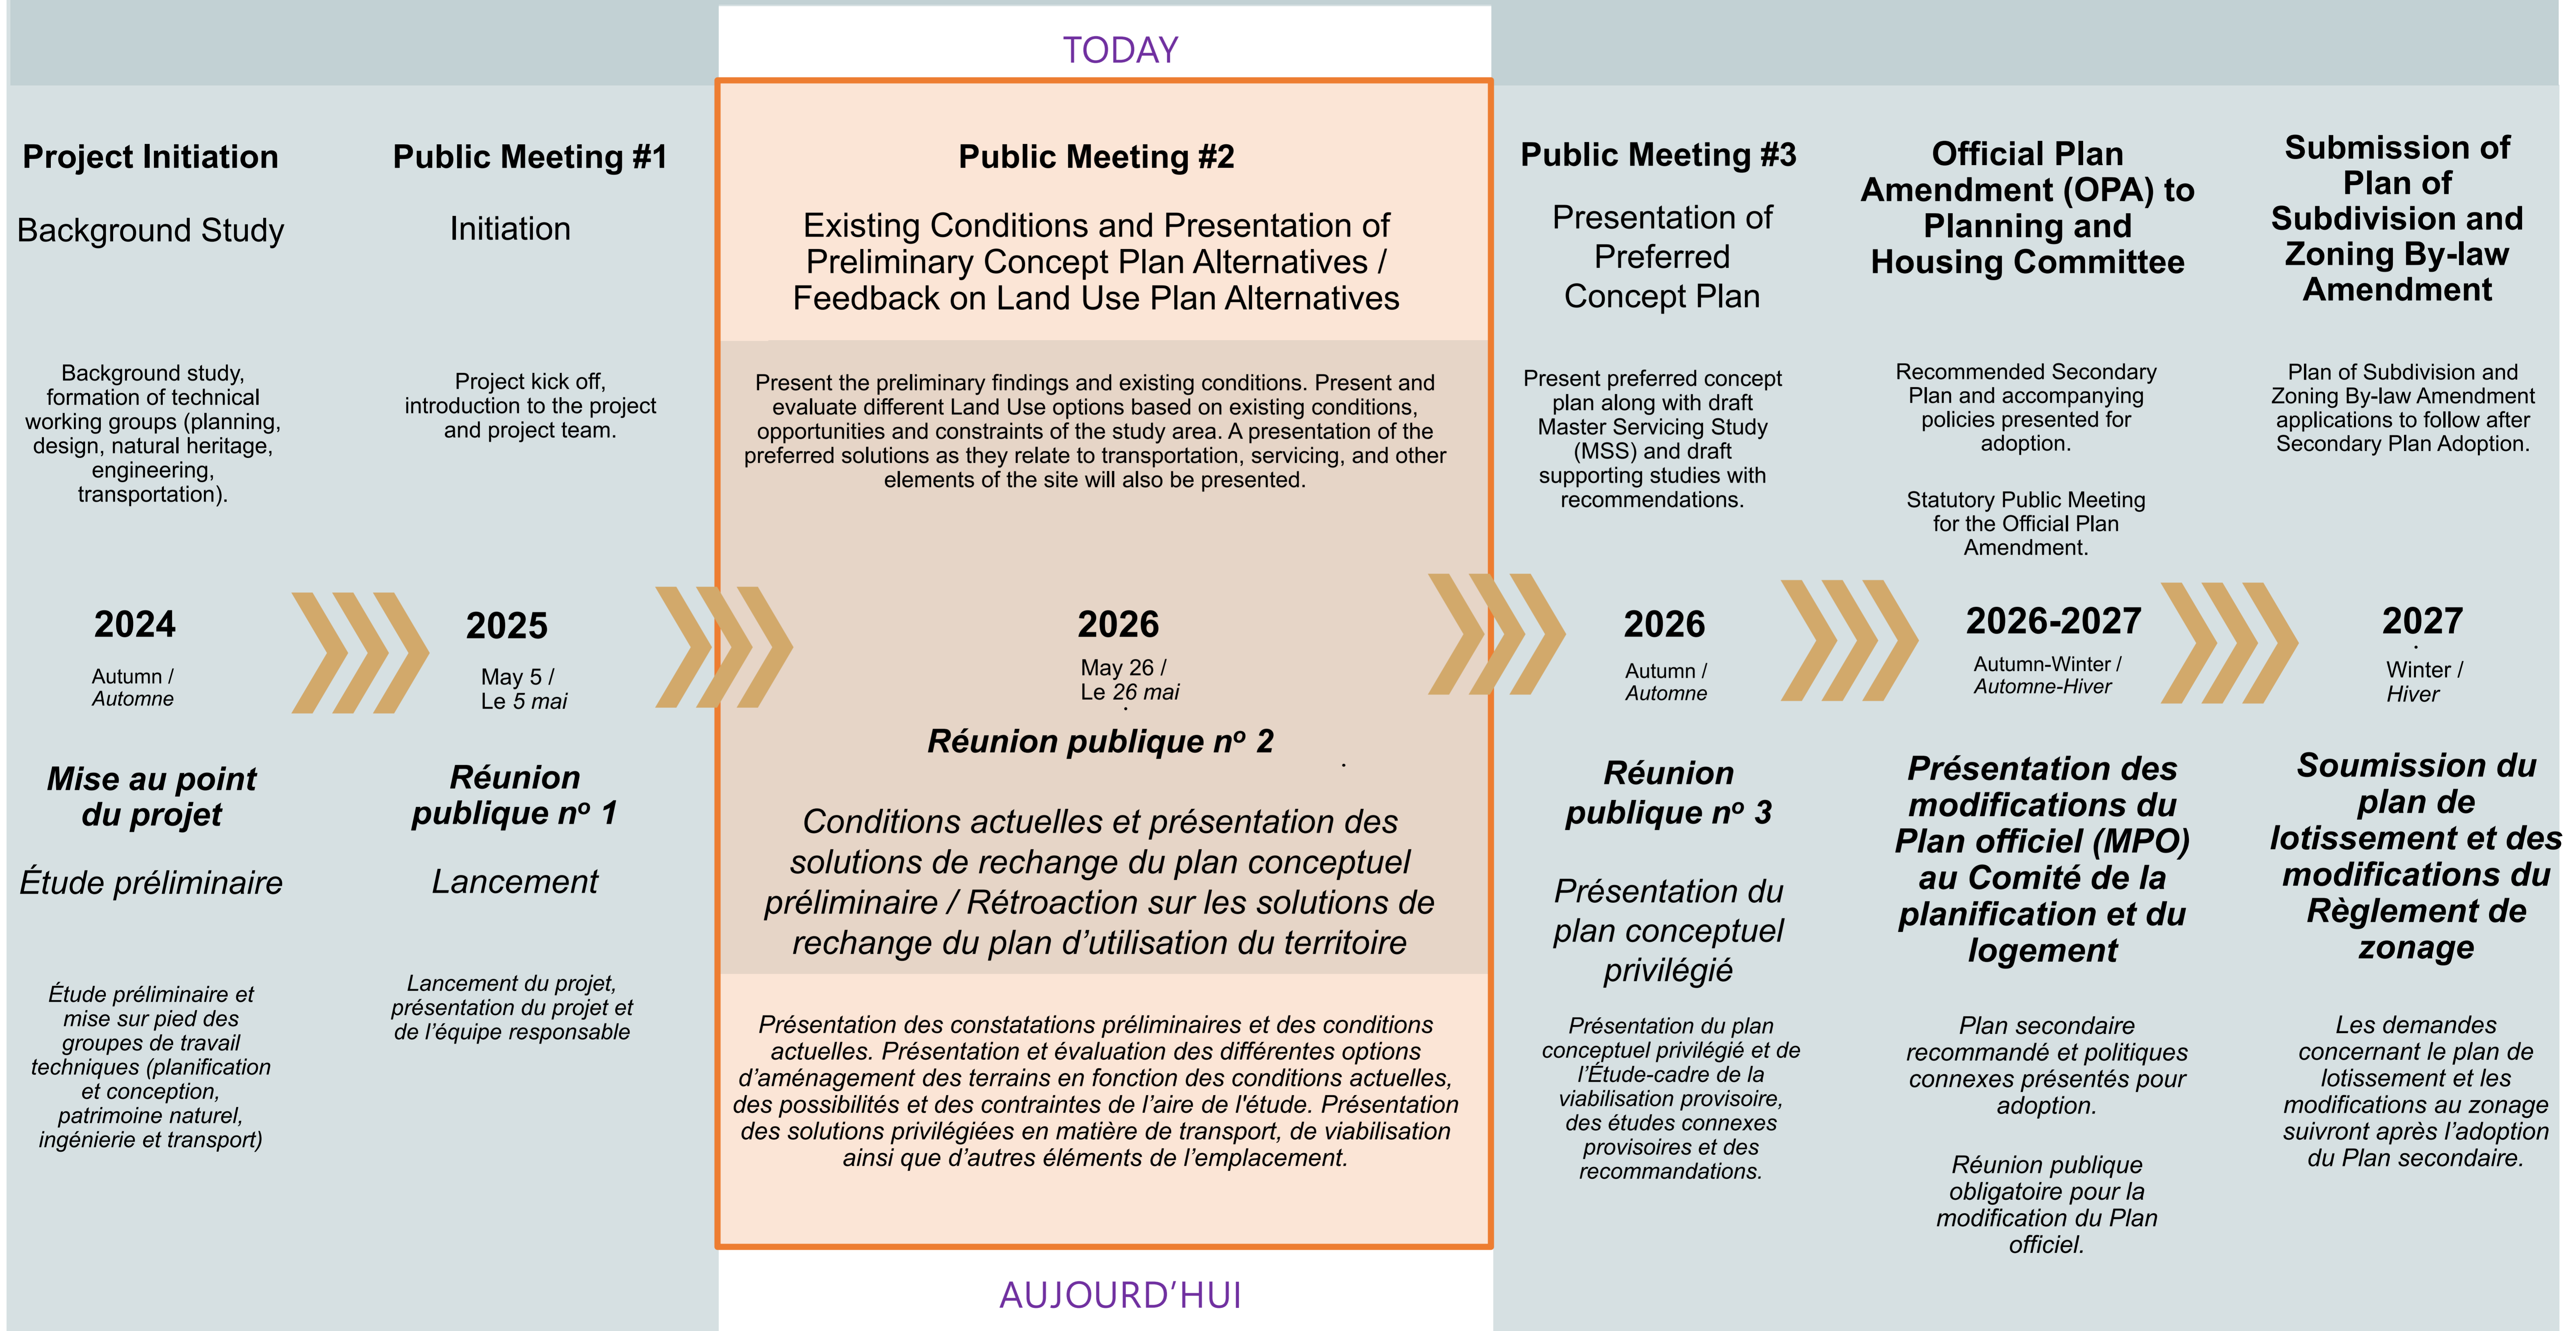 TODAY
Project Initiation
Background Study
Background study,
formation of technical
working groups (planning,
design, natural heritage,
engineering,
transportation).
2024
Autumn /
Automne
Mise au point
du projet
Étude préliminaire
Étude préliminaire et
mise sur pied des
groupes de travail
techniques (planification
et conception,
patrimoine naturel,
ingénierie et transport)
Public Meeting #1
Initiation
Project kick off,
introduction to the project
and project team.
2025
May 5 /
Le 5 mai
Réunion
publique nº 1
Lancement
Lancement du projet,
présentation du projet et
de l’équipe responsable
Public Meeting #2
Existing Conditions and Presentation of
Preliminary Concept Plan Alternatives /
Feedback on Land Use Plan Alternatives
Present the preliminary findings and existing conditions. Present and
evaluate different Land Use options based on existing conditions,
opportunities and constraints of the study area. A presentation of the
preferred solutions as they relate to transportation, servicing, and other
elements of the site will also be presented.
2026
May 26 /
Le 26 mai
Réunion publique nº 2
Conditions actuelles et présentation des
solutions de rechange du plan conceptuel
préliminaire / Rétroaction sur les solutions de
rechange du plan d’utilisation du territoire
Présentation des constatations préliminaires et des conditions
actuelles. Présentation et évaluation des différentes options
d’aménagement des terrains en fonction des conditions actuelles,
des possibilités et des contraintes de l’aire de l'étude. Présentation
des solutions privilégiées en matière de transport, de viabilisation
ainsi que d’autres éléments de l’emplacement.
Public Meeting #3
Presentation of
Preferred
Concept Plan
Present preferred concept
plan along with draft
Master Servicing Study
(MSS) and draft
supporting studies with
recommendations.
2026
Autumn /
Automne
Réunion
publique nº 3
Présentation du
plan conceptuel
privilégié
Présentation du plan
conceptuel privilégié et de
l’Étude-cadre de la
viabilisation provisoire,
des études connexes
provisoires et des
recommandations.
Official Plan
Amendment (OPA) to
Planning and
Housing Committee
Recommended Secondary
Plan and accompanying
policies presented for
adoption.
Statutory Public Meeting
for the Official Plan
Amendment.
2026-2027
Autumn-Winter /
Automne-Hiver
Présentation des
modifications du
Plan officiel (MPO)
au Comité de la
planification et du
logement
Plan secondaire
recommandé et politiques
connexes présentés pour
adoption.
Réunion publique
obligatoire pour la
modification du Plan
officiel.
Submission of
Plan of
Subdivision and
Zoning By-law
Amendment
Plan of Subdivision and
Zoning By-law Amendment
applications to follow after
Secondary Plan Adoption.
2027
Winter /
Hiver
Soumission du
plan de
lotissement et des
modifications du
Règlement de
zonage
Les demandes
concernant le plan de
lotissement et les
modifications au zonage
suivront après l’adoption
du Plan secondaire.
AUJOURD’HUI